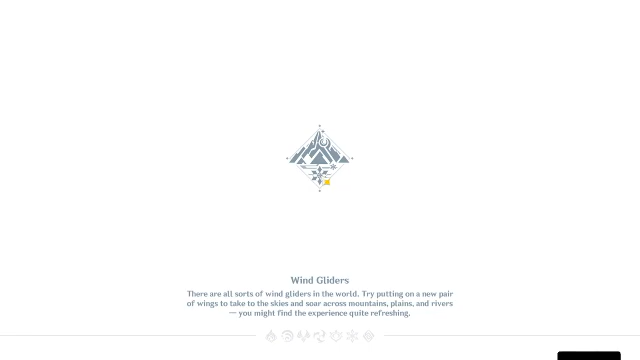 Wind Gliders
There are all sorts of wind gliders in the world. Try putting on a new pair
of wings to take to the skies and soar across mountains, plains, and rivers
— you might find the experience quite refreshing.